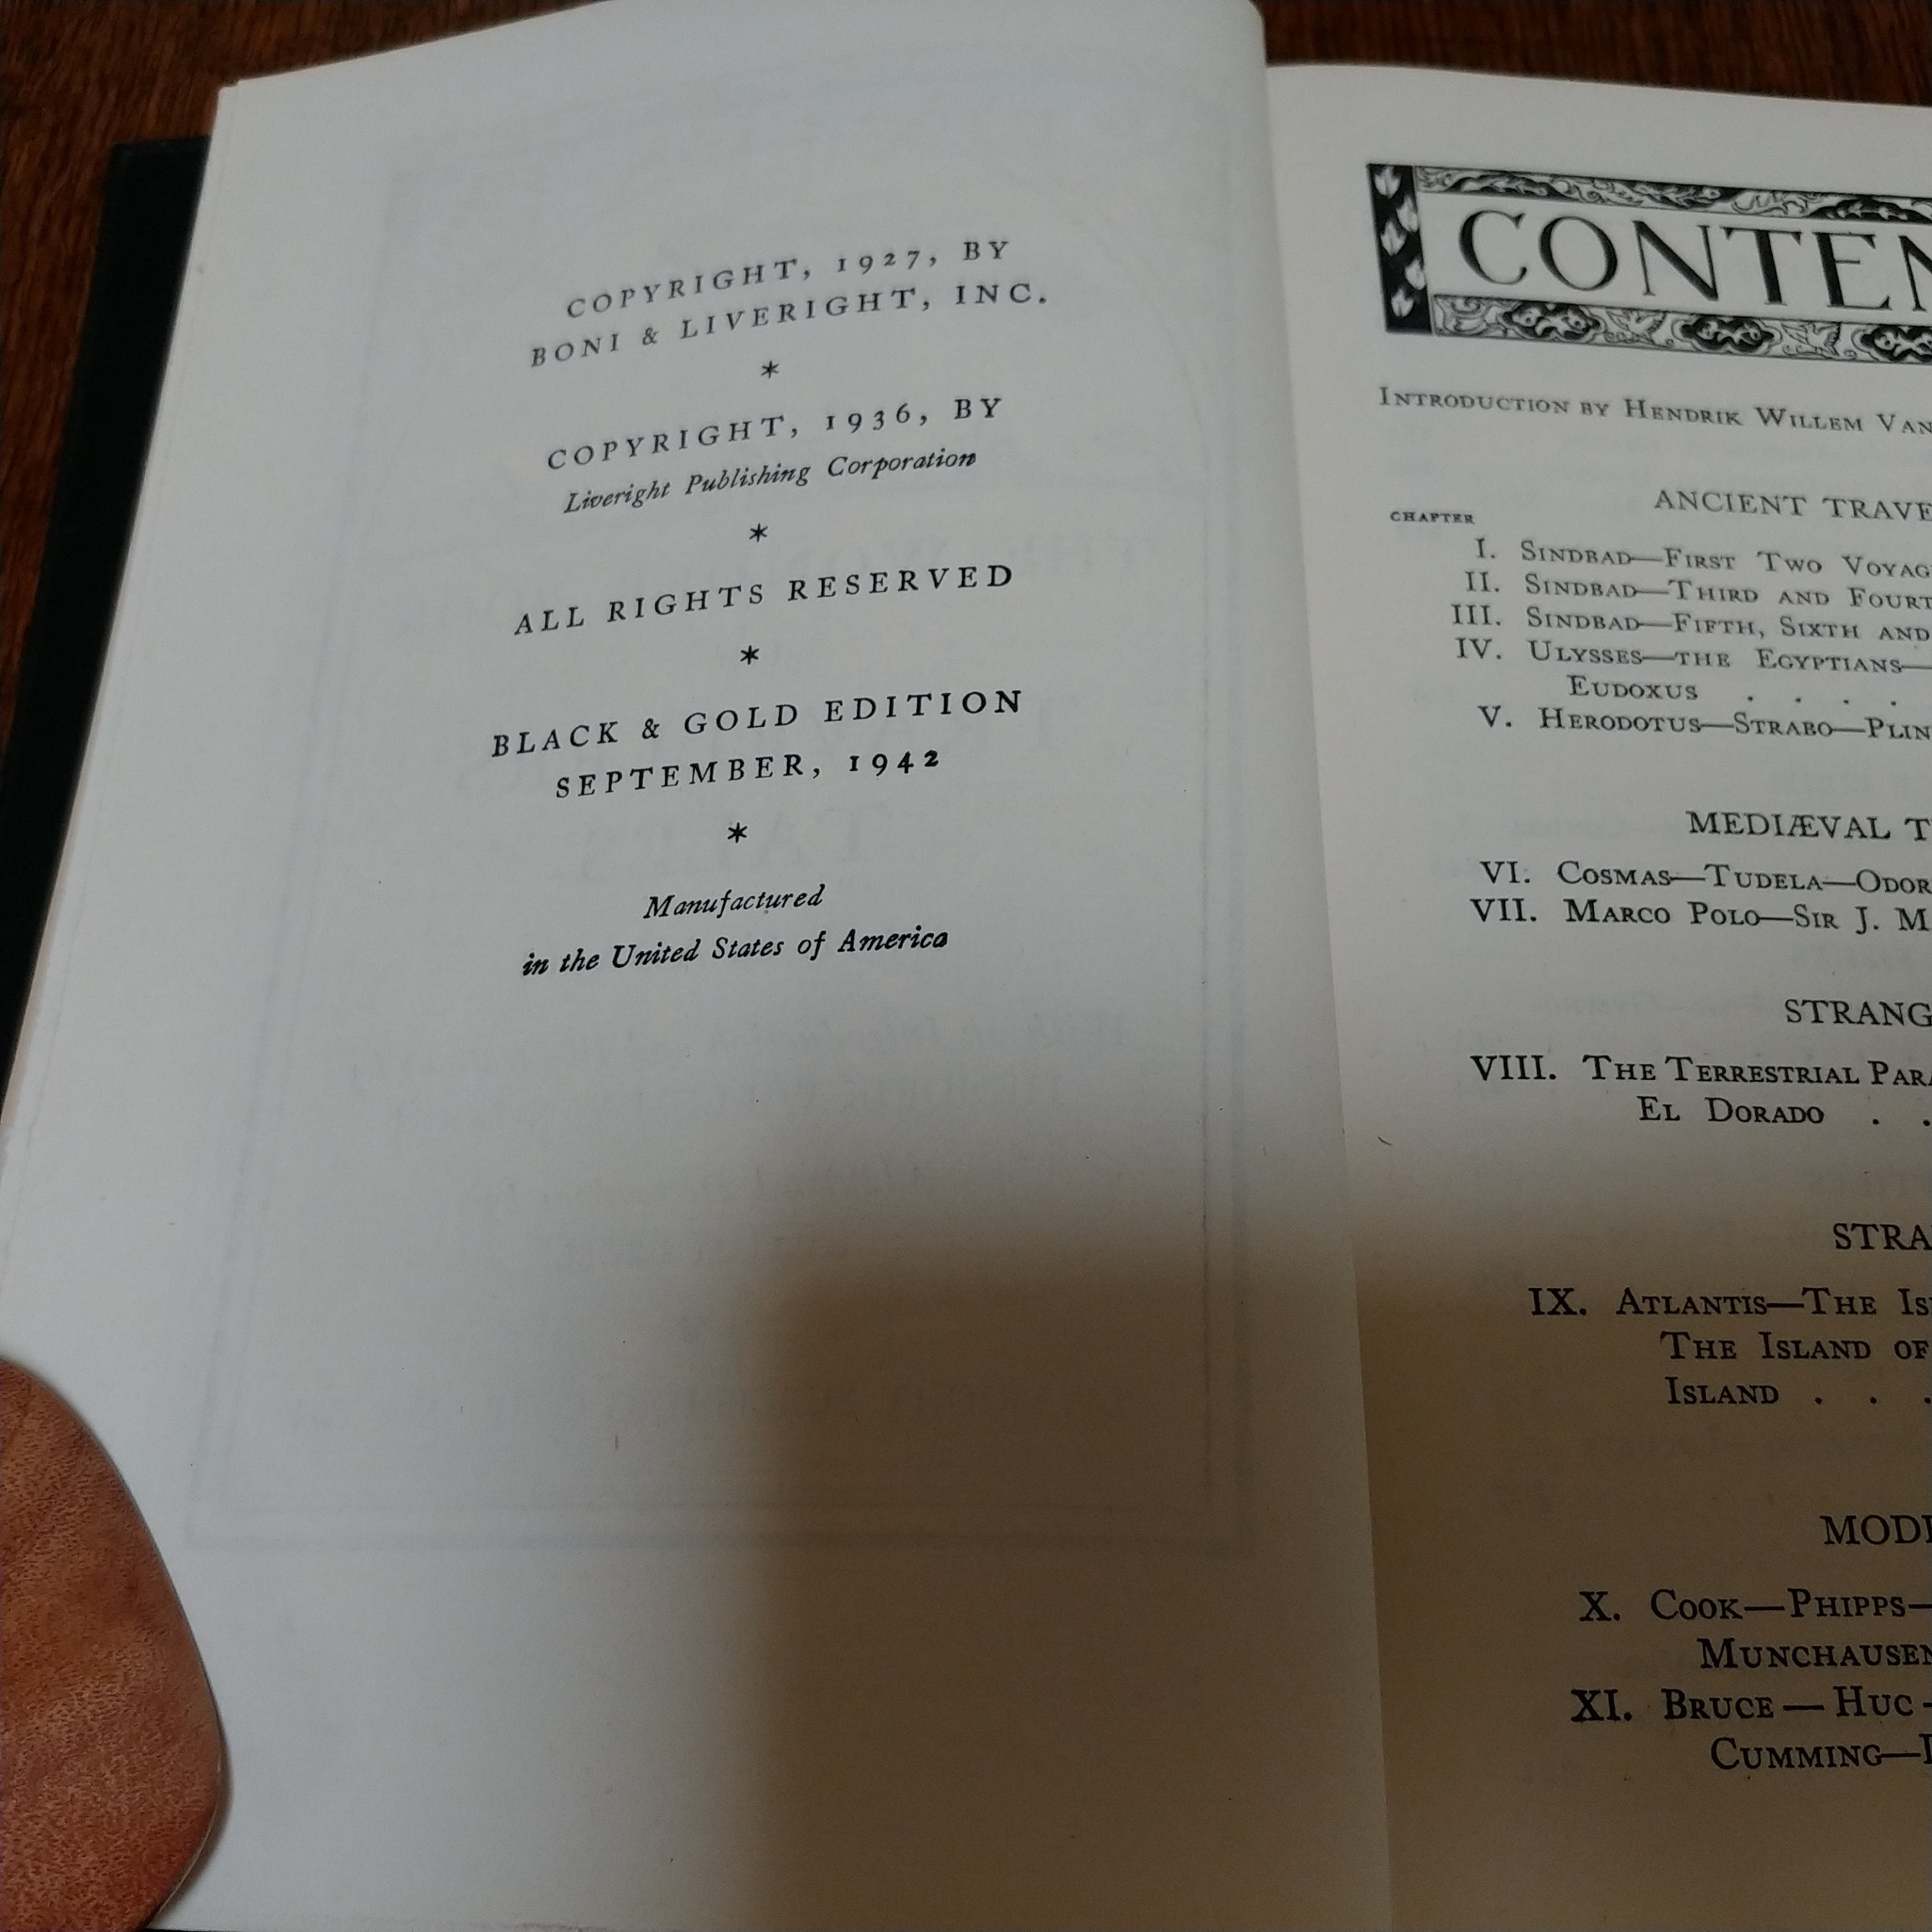 COPYRIGHT, 1927, BY
BONI & LIVERIGHT, INC.
*
COPYRIGHT, 1936, BY
Liveright Publishing Corporation
*
ALL RIGHTS RESERVED
*
BLACK & GOLD EDITION
SEPTEMBER, 1942
*
Manufactured
in the United States of America
CONTEN
INTRODUCTION BY HENDRIK WILLEM VAN
ANCIENT TRAVE
CHAPTER
I. SINDBAD—FIRST TWO VOYAG
II. SINDBAD—THIRD AND FOURT
III. SINDBAD—FIFTH, SIXTH AND
IV. ULYSSES—THE EGYPTIANS—
EUDOXUS . . . .
V. HERODOTUS—STRABO—PLIN
MEDIÆVAL T
VI. COSMAS—TUDELA—ODOR
VII. MARCO POLO—SIR J. M
STRANG
VIII. THE TERRESTRIAL PARA
EL DORADO . .
STRA
IX. ATLANTIS—THE IS
THE ISLAND OF
ISLAND . . .
MOD
X. COOK—PHIPPS—
MUNCHAUSEN
XI. BRUCE — HUC -
CUMMING—